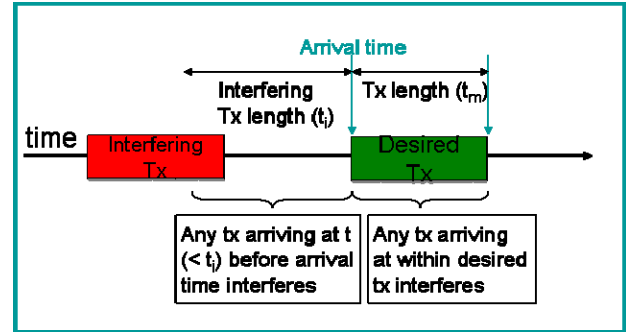 Arrival time
Interfering
Tx length (ti)
Tx length (tm)
time
Interfering
Tx
Desired
Tx
Any tx arriving at t
(< ti) before arrival
time interferes
Any tx arriving
at within desired
tx interferes